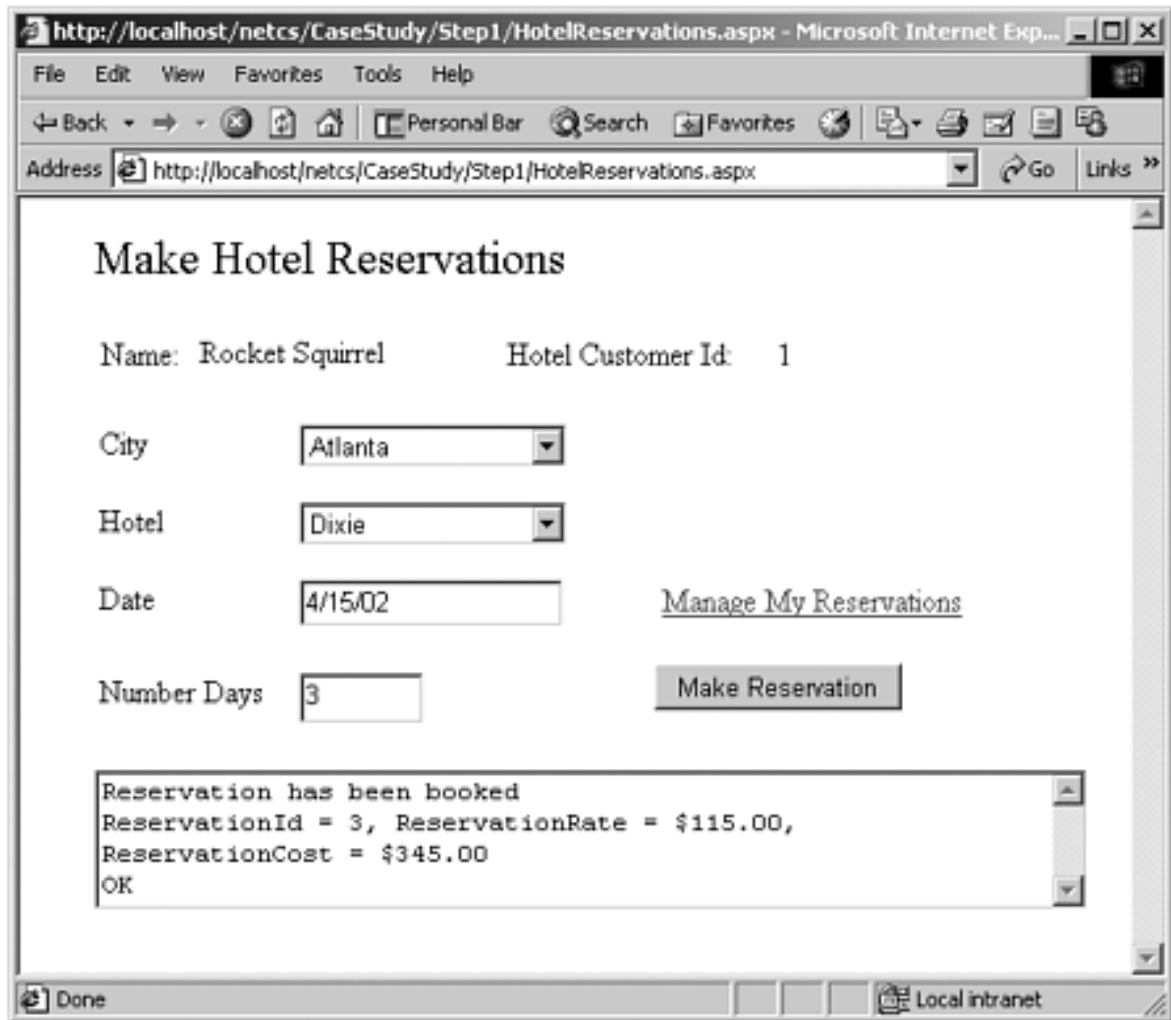 http://localhost/netcs/CaseStudy/Step1/HotelReservations.aspx - Microsoft Internet Exp...
File Edit View Favorites Tools Help
Back Personal Bar Search Favorites
Address http://localhost/netcs/CaseStudy/Step1/HotelReservations.aspx Go Links »
Make Hotel Reservations
Name: Rocket Squirrel Hotel Customer Id: 1
City Atlanta
Hotel Dixie
Date 4/15/02 Manage My Reservations
Number Days 3 Make Reservation
Reservation has been booked
ReservationId = 3, ReservationRate = $115.00,
ReservationCost = $345.00
OK
Done Local intranet